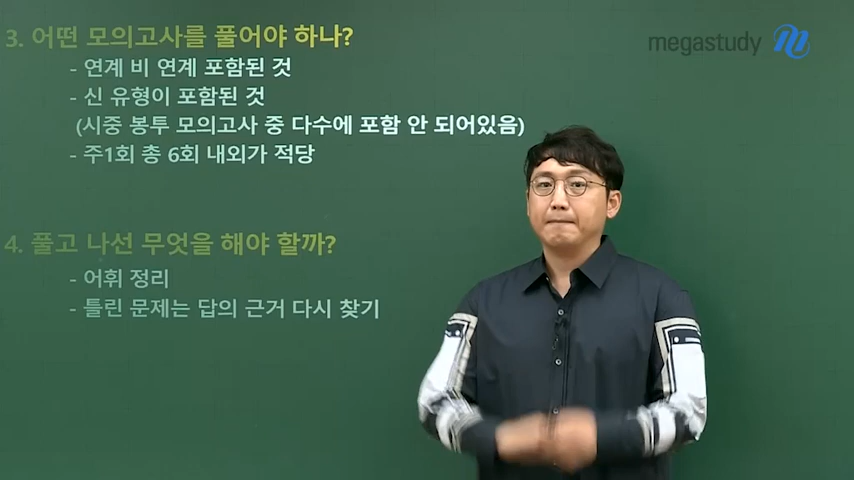 3. 어떤 모의고사를 풀어야 하나?
megastudy
- 연계 비 연계 포함된 것
- 신 유형이 포함된 것
(시중 봉투 모의고사 중 다수에 포함 안 되어있음)
- 주1회 총 6회 내외가 적당
4. 풀고 나선 무엇을 해야 할까?
- 어휘 정리
- 틀린 문제는 답의 근거 다시 찾기